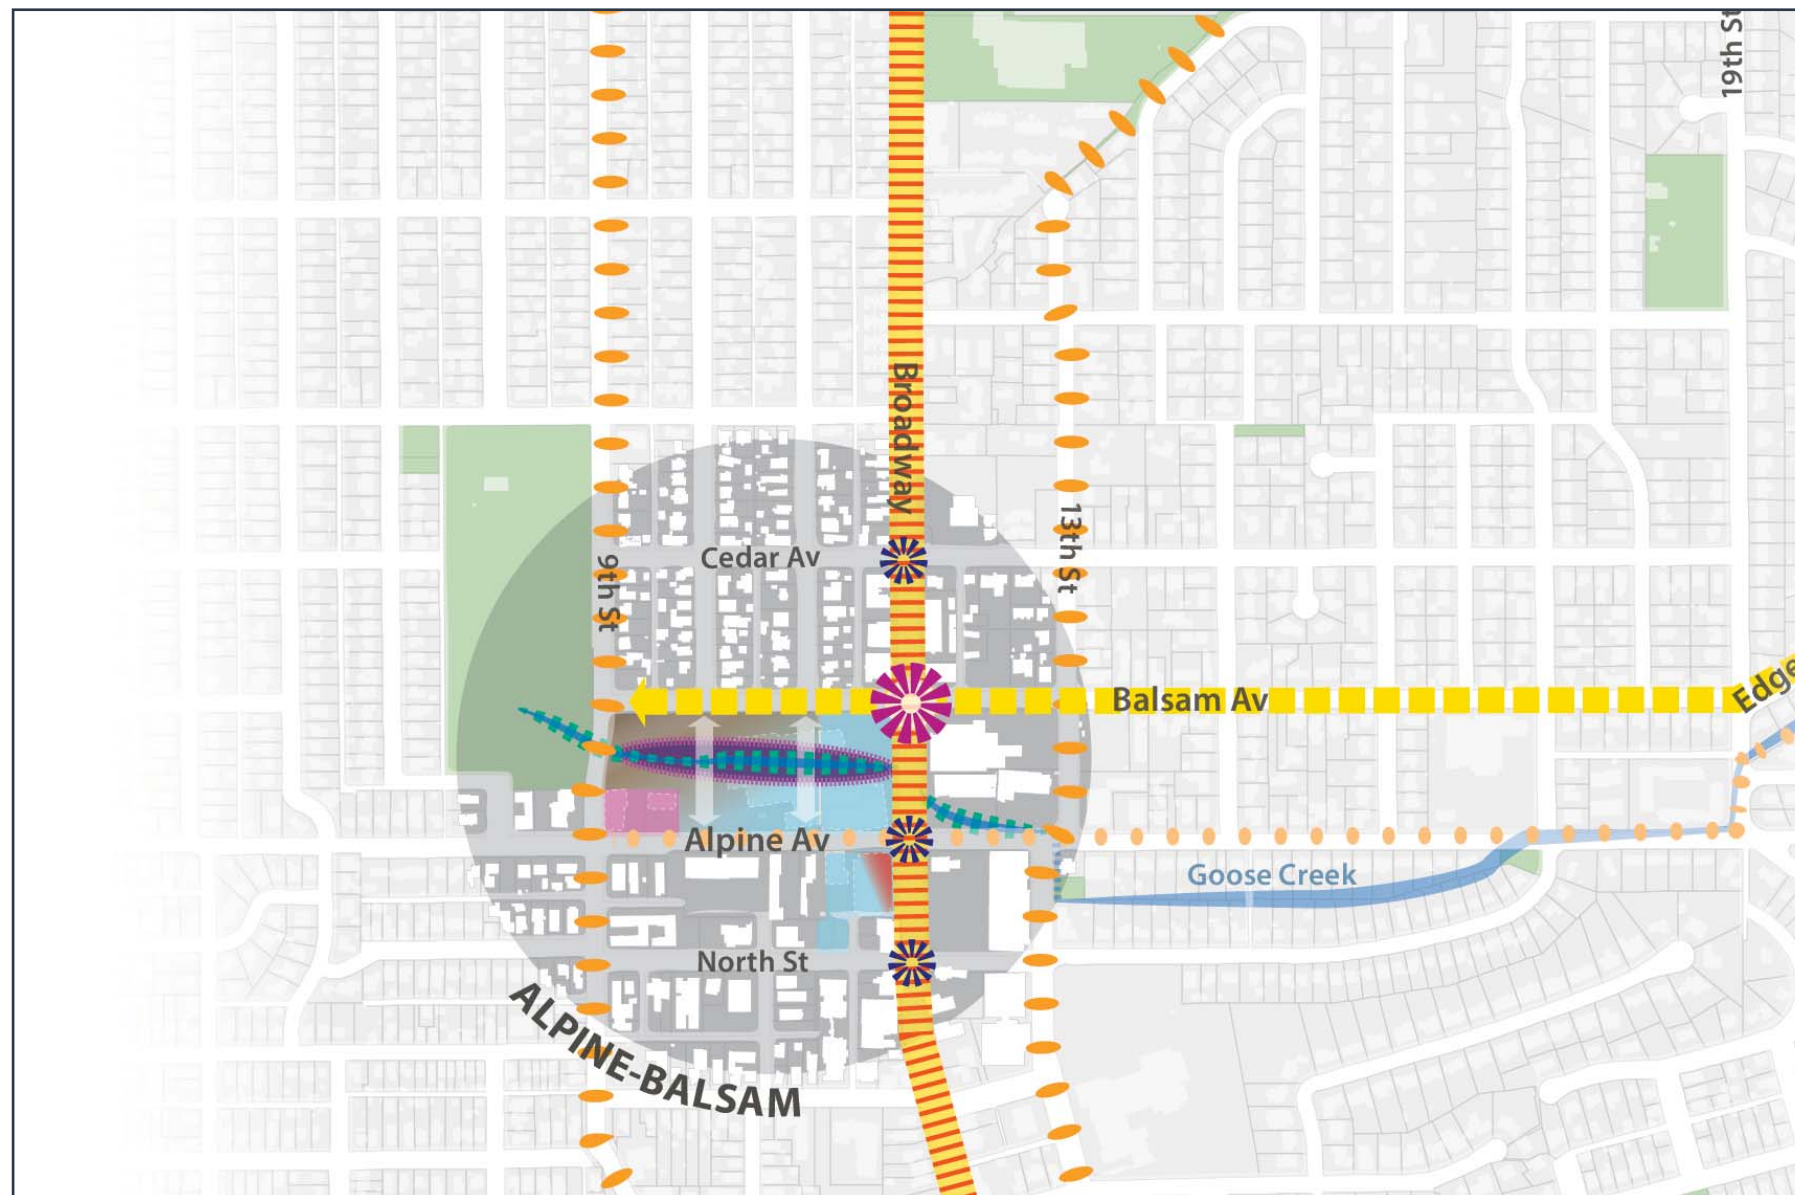 19th St
Broadway
13th St
Cedar Av
9th St
Balsam Av
Edge
Alpine Av
Goose Creek
North St
ALPINE-BALSAM